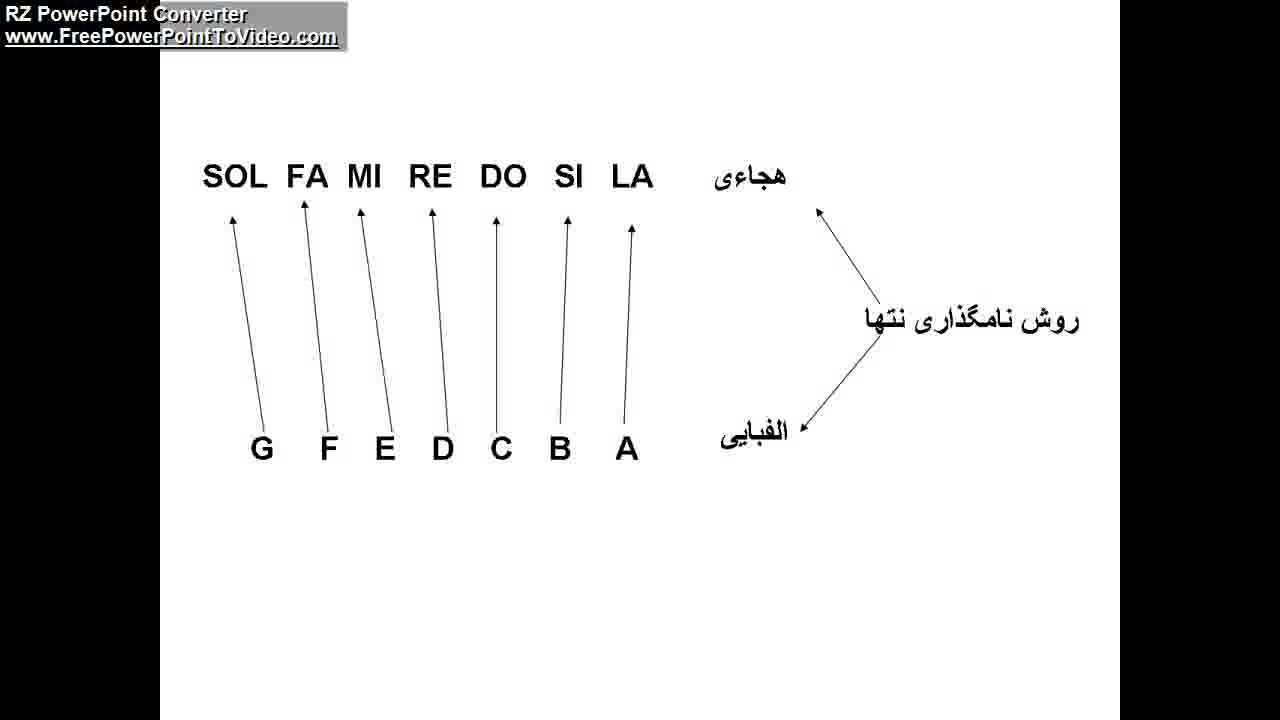 RZ PowerPoint Converter
www.FreePowerPointToVideo.com
SOL FA MI RE DO SI LA
هجاءی
روش نامگذاری نتها
الفبایی
G F E D C B A